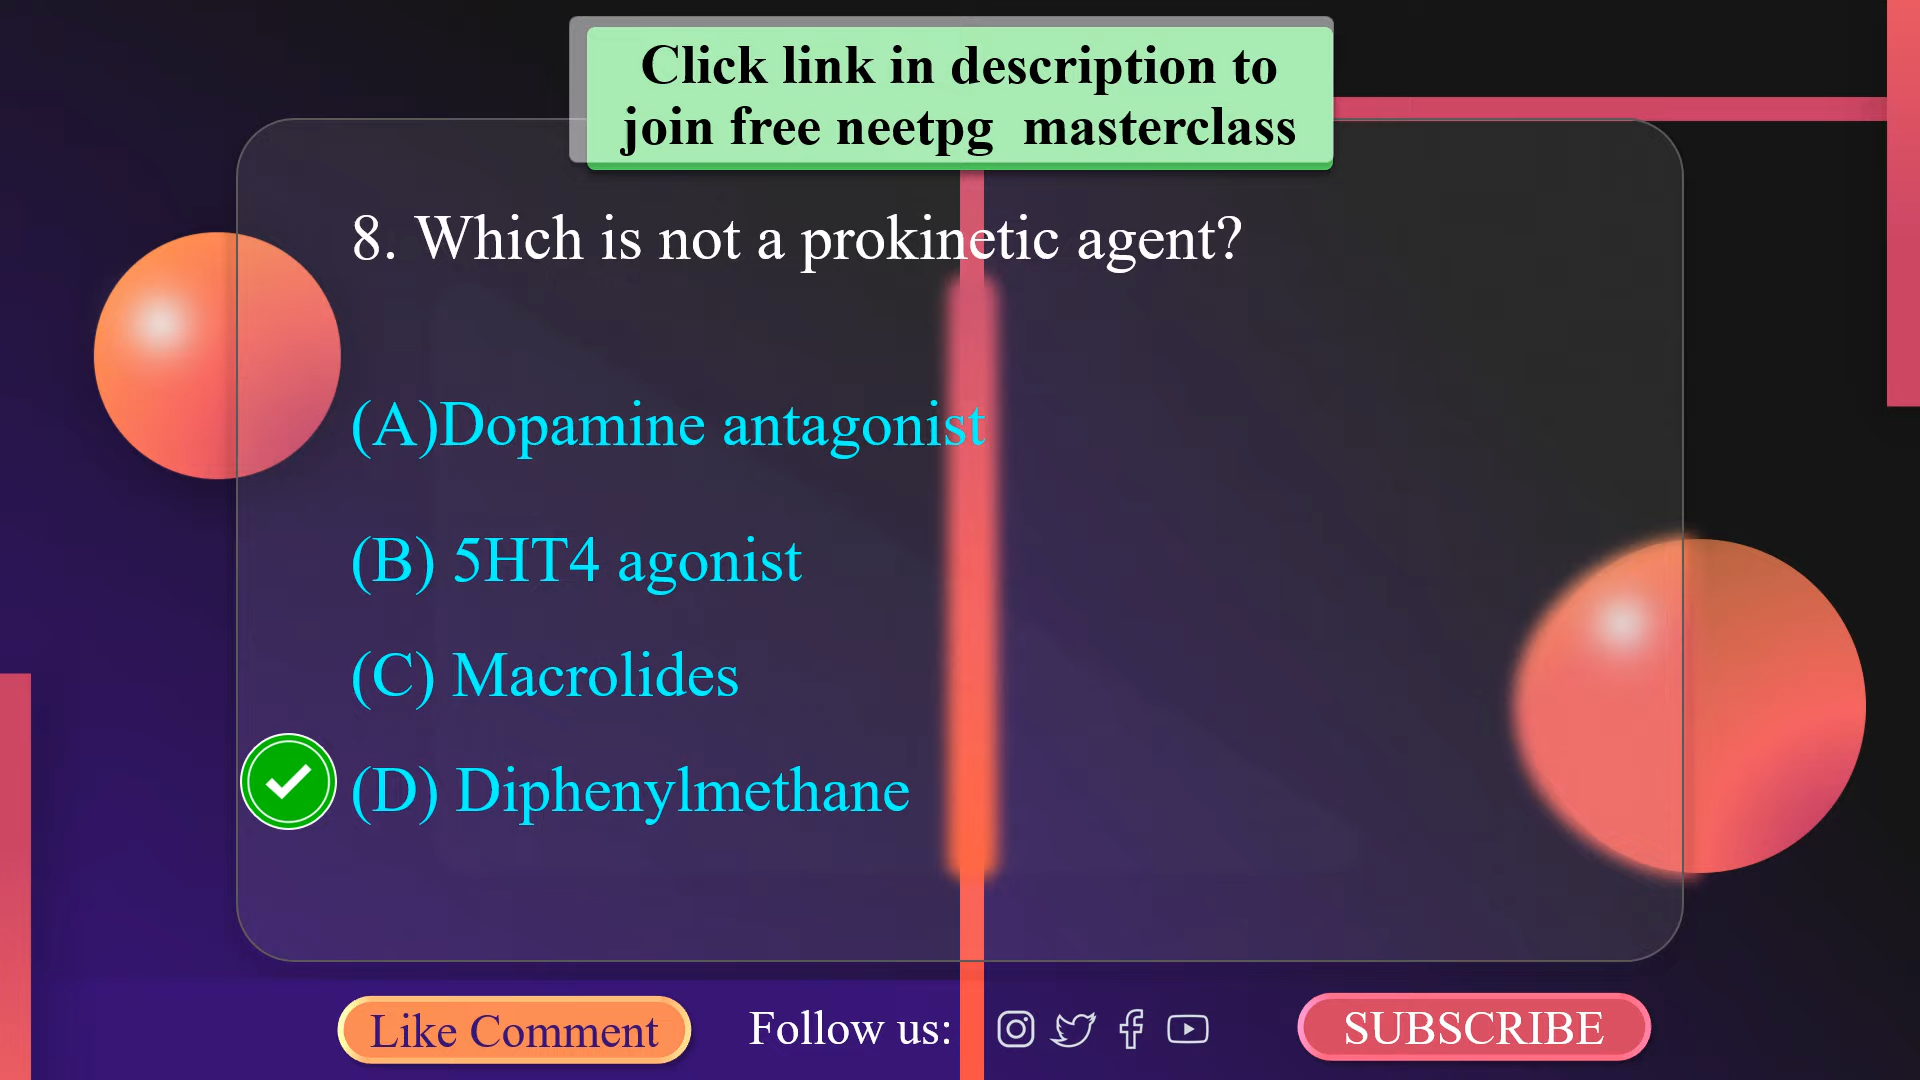 Click link in description to
join free neetpg masterclass
8. Which is not a prokinetic agent?
(A)Dopamine antagonist
(B) 5HT4 agonist
(C) Macrolides
(D) Diphenylmethane
Like Comment
Follow us:
SUBSCRIBE